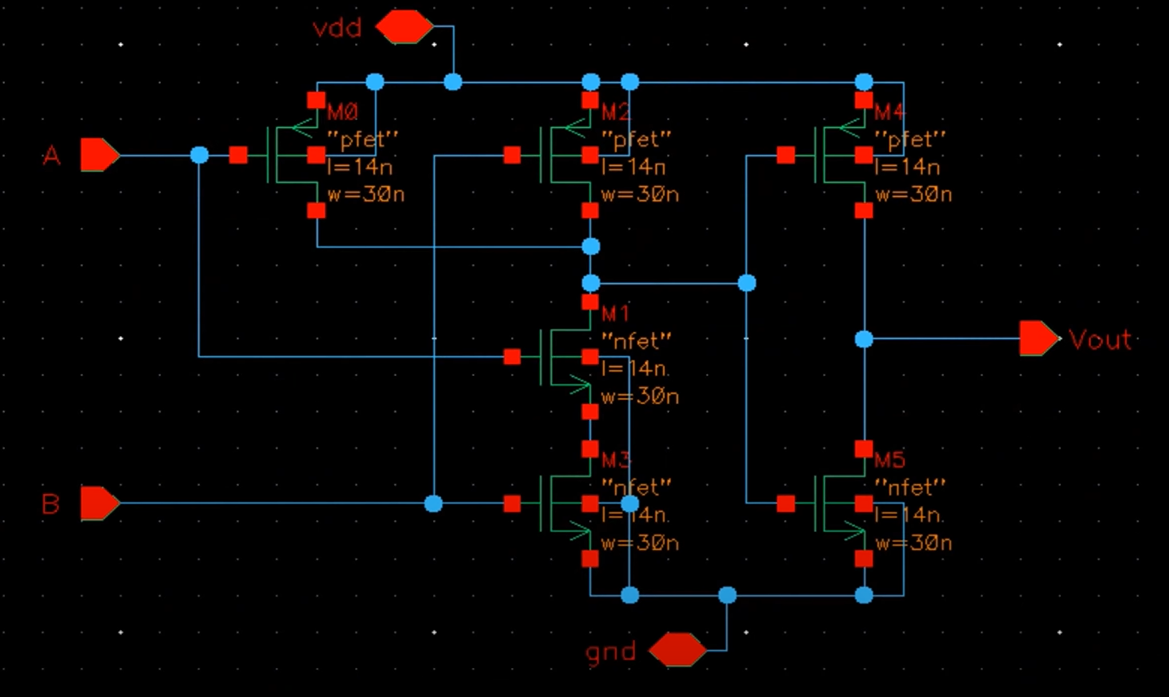 vdd
A
M0
"pfet"
l=14n
w=30n
M2
"pfet"
l=14n
w=30n
M4
"pfet"
l=14n
w=30n
M1
"nfet"
l=14n
w=30n
Vout
B
M3
"nfet"
l=14n
w=30n
M5
"nfet"
l=14n
w=30n
gnd